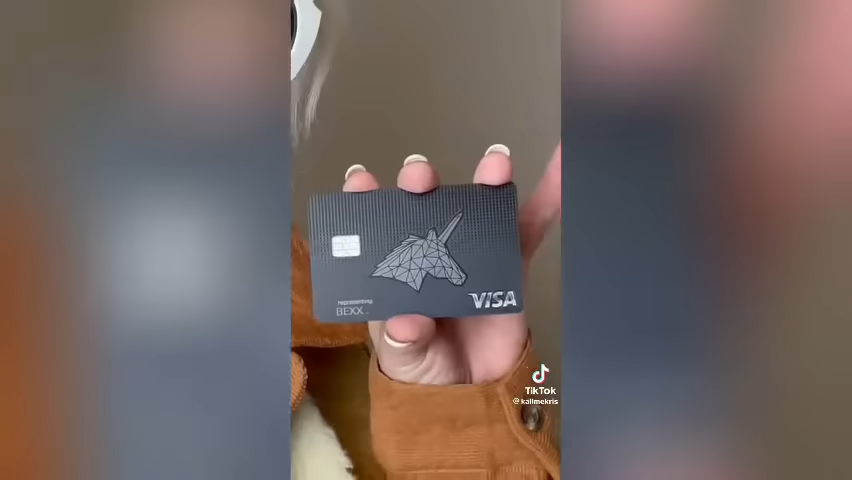 representing
BEXX.
VISA
TikTok
@kallmekris